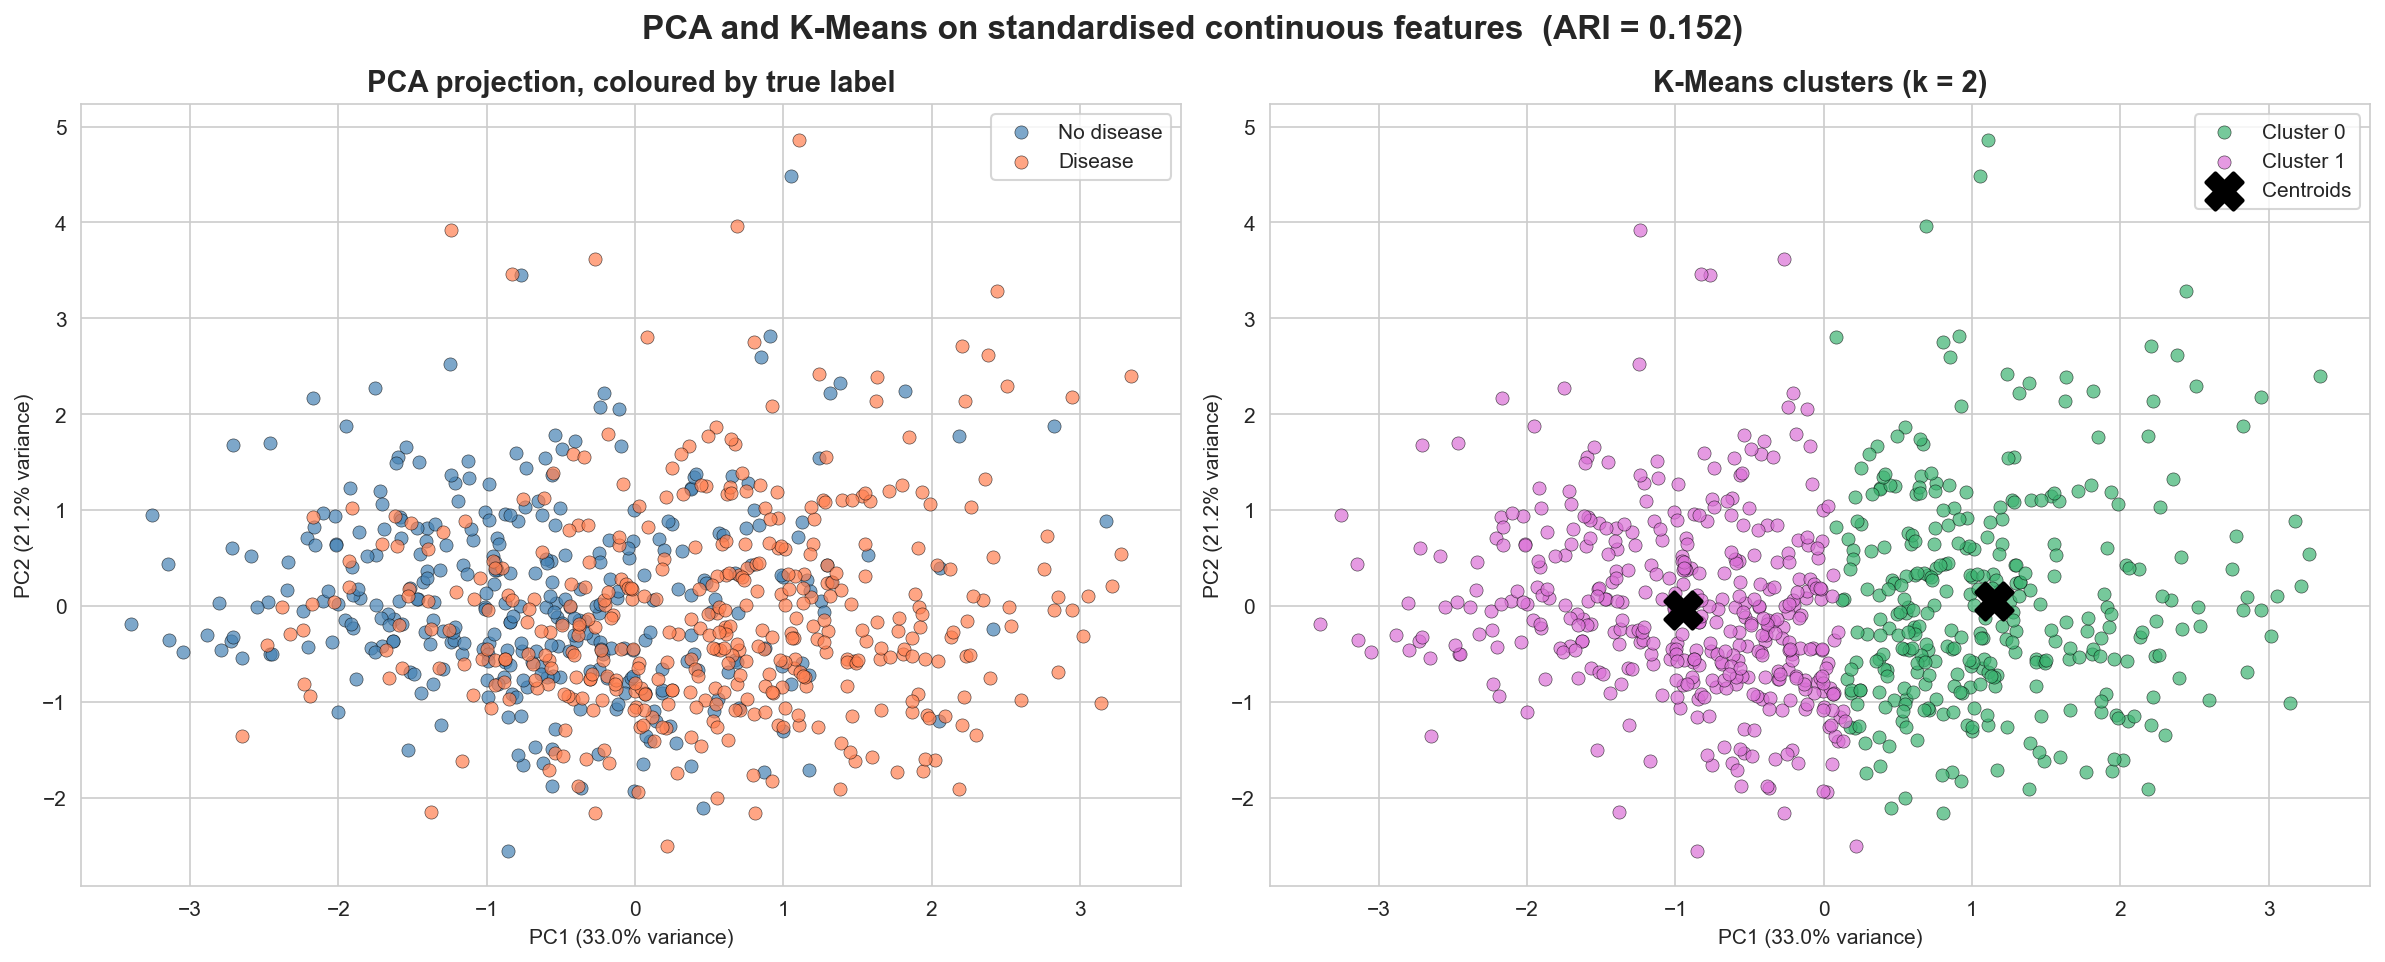 PCA and K-Means on standardised continuous features (ARI = 0.152)
PCA projection, coloured by true label
No disease
Disease
5
4
3
2
1
0
−1
−2
PC2 (21.2% variance)
−3
−2
−1
0
1
2
3
PC1 (33.0% variance)
K-Means clusters (k = 2)
Cluster 0
Cluster 1
Centroids
5
4
3
2
1
0
−1
−2
PC2 (21.2% variance)
−3
−2
−1
0
1
2
3
PC1 (33.0% variance)